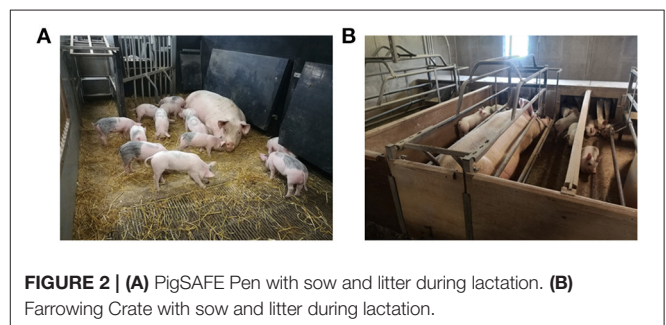 A
B
FIGURE 2 | (A) PigSAFE Pen with sow and litter during lactation. (B)
Farrowing Crate with sow and litter during lactation.